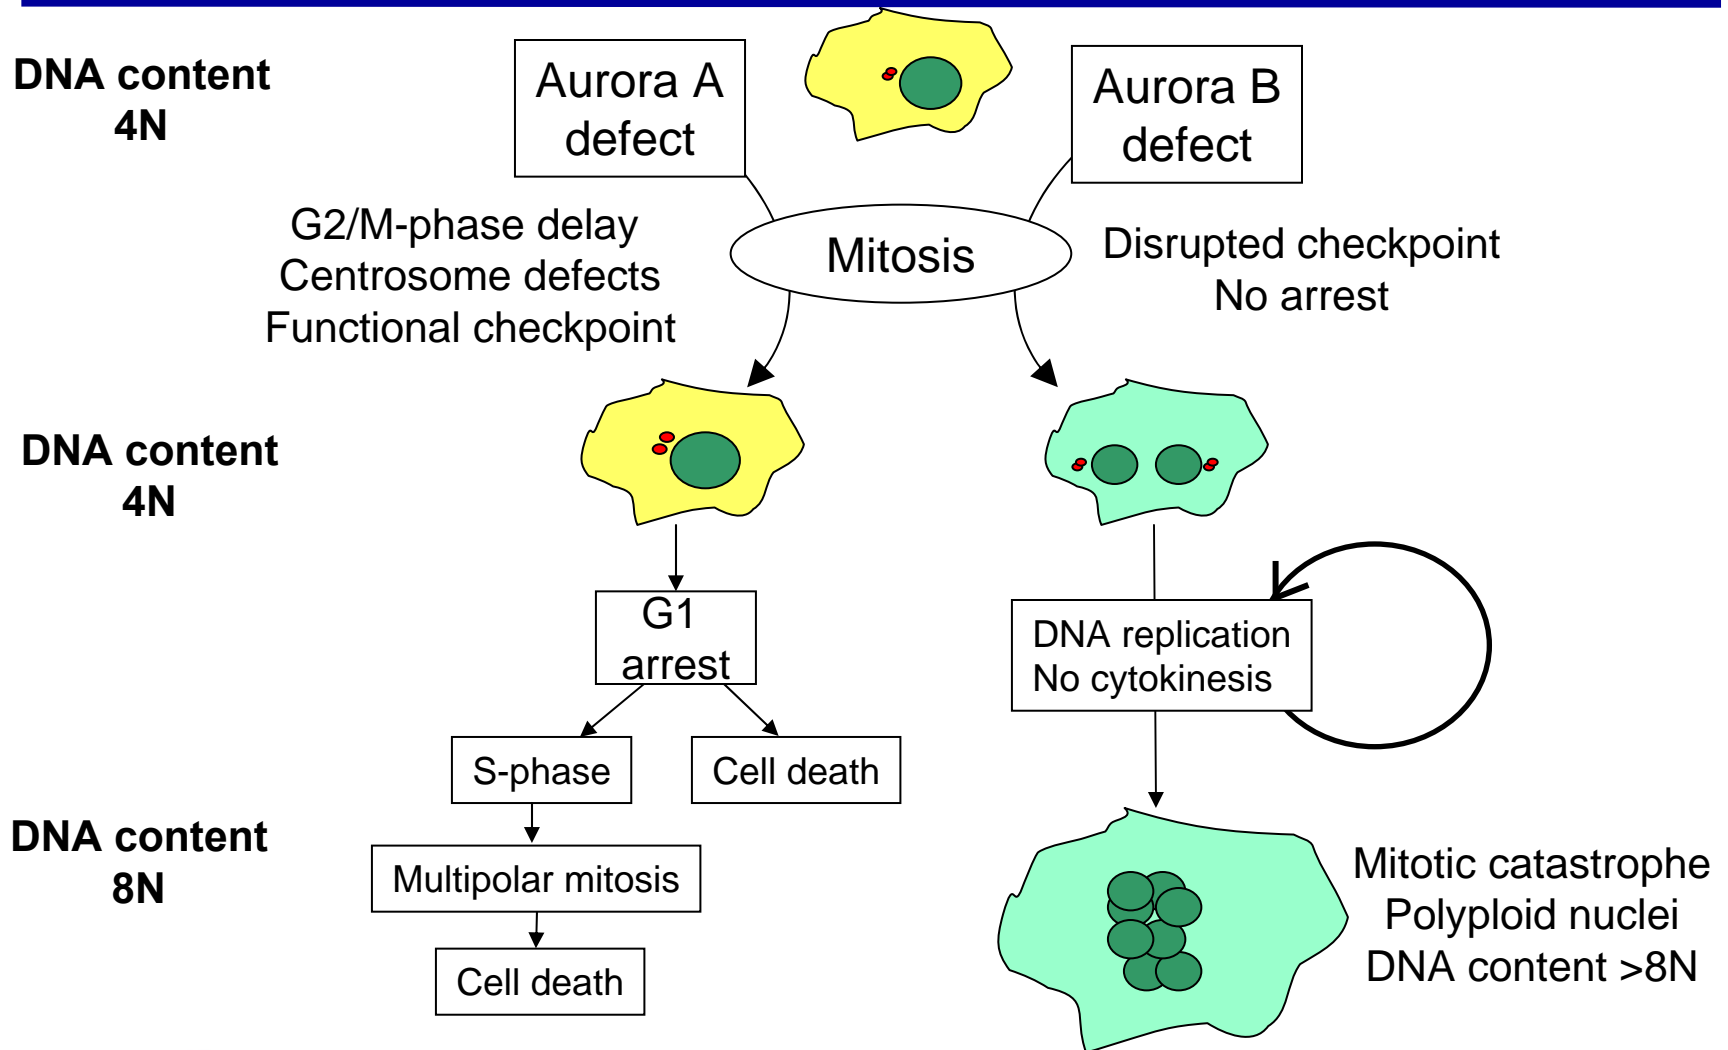 DNA content
4N
Aurora A
defect
Aurora B
defect
G2/M-phase delay
Centrosome defects
Functional checkpoint
Mitosis
Disrupted checkpoint
No arrest
DNA content
4N
G1
arrest
DNA replication
No cytokinesis
S-phase
Cell death
DNA content
8N
Multipolar mitosis
Cell death
Mitotic catastrophe
Polyploid nuclei
DNA content >8N